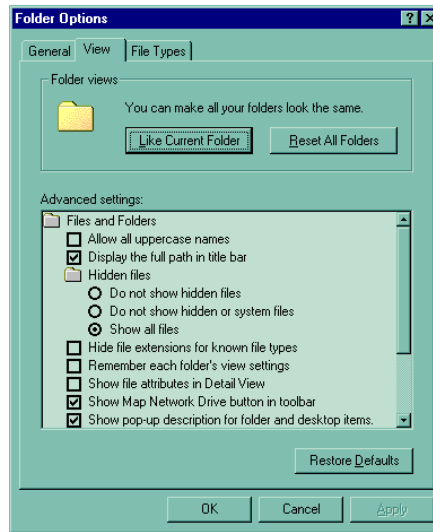 Folder Options
General View File Types
Folder views
You can make all your folders look the same.
Like Current Folder Reset All Folders
Advanced settings:
Files and Folders
Allow all uppercase names
Display the full path in title bar
Hidden files
Do not show hidden files
Do not show hidden or system files
Show all files
Hide file extensions for known file types
Remember each folder's view settings
Show file attributes in Detail View
Show Map Network Drive button in toolbar
Show pop-up description for folder and desktop items.
Restore Defaults
OK Cancel Apply